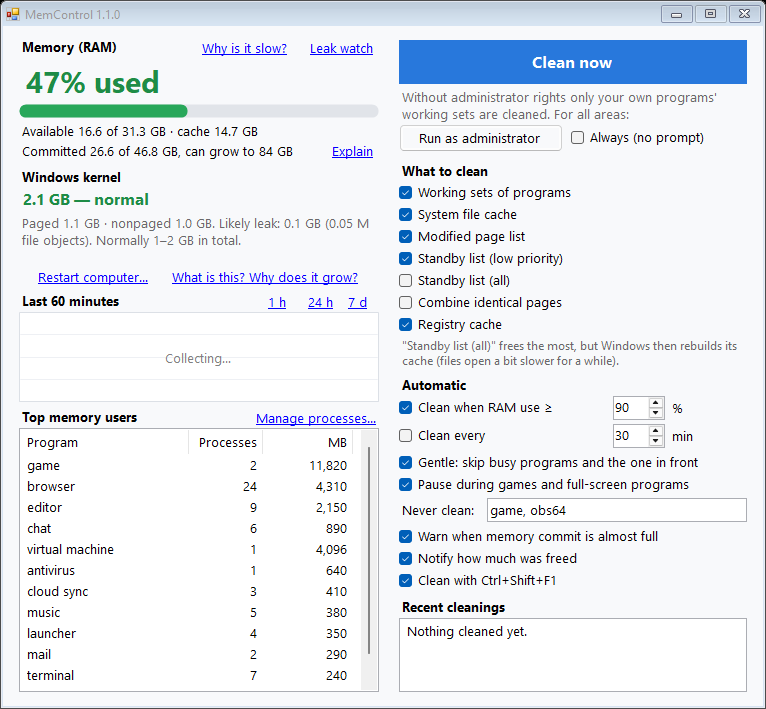 MemControl 1.1.0
Memory (RAM)
Why is it slow?
Leak watch
47% used
Available 16.6 of 31.3 GB · cache 14.7 GB
Committed 26.6 of 46.8 GB, can grow to 84 GB
Explain
Windows kernel
2.1 GB — normal
Paged 1.1 GB · nonpaged 1.0 GB. Likely leak: 0.1 GB (0.05 M
file objects). Normally 1–2 GB in total.
Restart computer...
What is this? Why does it grow?
Last 60 minutes
1 h
24 h
7 d
Collecting...
Top memory users
Manage processes...
Program Processes MB
game 2 11,820
browser 24 4,310
editor 9 2,150
chat 6 890
virtual machine 1 4,096
antivirus 1 640
cloud sync 3 410
music 5 380
launcher 4 350
mail 2 290
terminal 7 240
Clean now
Without administrator rights only your own programs'
working sets are cleaned. For all areas:
Run as administrator
Always (no prompt)
What to clean
Working sets of programs
System file cache
Modified page list
Standby list (low priority)
Standby list (all)
Combine identical pages
Registry cache
"Standby list (all)" frees the most, but Windows then rebuilds its
cache (files open a bit slower for a while).
Automatic
Clean when RAM use ≥ 90 %
Clean every 30 min
Gentle: skip busy programs and the one in front
Pause during games and full-screen programs
Never clean: game, obs64
Warn when memory commit is almost full
Notify how much was freed
Clean with Ctrl+Shift+F1
Recent cleanings
Nothing cleaned yet.